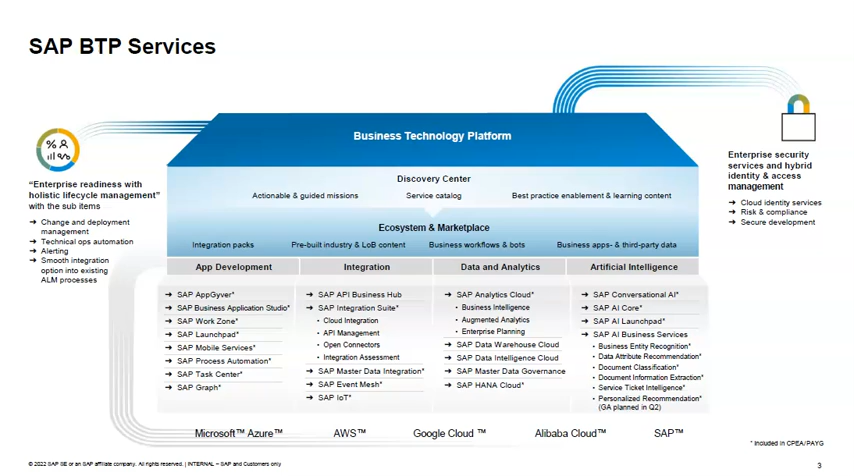 SAP BTP Services
Business Technology Platform
Discovery Center
Actionable & guided missions
Service catalog
Best practice enablement & learning content
Ecosystem & Marketplace
Integration packs
Pre-built industry & LoB content
Business workflows & bots
Business apps- & third-party data
“Enterprise readiness with
holistic lifecycle management”
with the sub items
➔ Change and deployment
management
➔ Technical ops automation
➔ Alerting
➔ Smooth integration
option into existing
ALM processes
Enterprise security
services and hybrid
identity & access
management
➔ Cloud identity services
➔ Risk & compliance
➔ Secure development
App Development
➔ SAP AppGyver*
➔ SAP Business Application Studio*
➔ SAP Work Zone*
➔ SAP Launchpad*
➔ SAP Mobile Services*
➔ SAP Process Automation*
➔ SAP Task Center*
➔ SAP Graph*
Integration
➔ SAP API Business Hub
➔ SAP Integration Suite*
• Cloud Integration
• API Management
• Open Connectors
• Integration Assessment
➔ SAP Master Data Integration*
➔ SAP Event Mesh*
➔ SAP IoT*
Data and Analytics
➔ SAP Analytics Cloud*
• Business Intelligence
• Augmented Analytics
• Enterprise Planning
➔ SAP Data Warehouse Cloud
➔ SAP Data Intelligence Cloud
➔ SAP Master Data Governance
➔ SAP HANA Cloud*
Artificial Intelligence
➔ SAP Conversational AI*
➔ SAP AI Core*
➔ SAP AI Launchpad*
➔ SAP AI Business Services
• Business Entity Recognition*
• Data Attribute Recommendation*
• Document Classification*
• Document Information Extraction*
• Service Ticket Intelligence*
• Personalized Recommendation*
(GA planned in Q2)
Microsoft™ Azure™
AWS™
Google Cloud ™
Alibaba Cloud™
SAP™
* Included in CPEA/PAYG
© 2022 SAP SE or an SAP affiliate company. All rights reserved. | INTERNAL – SAP and Customers only
3